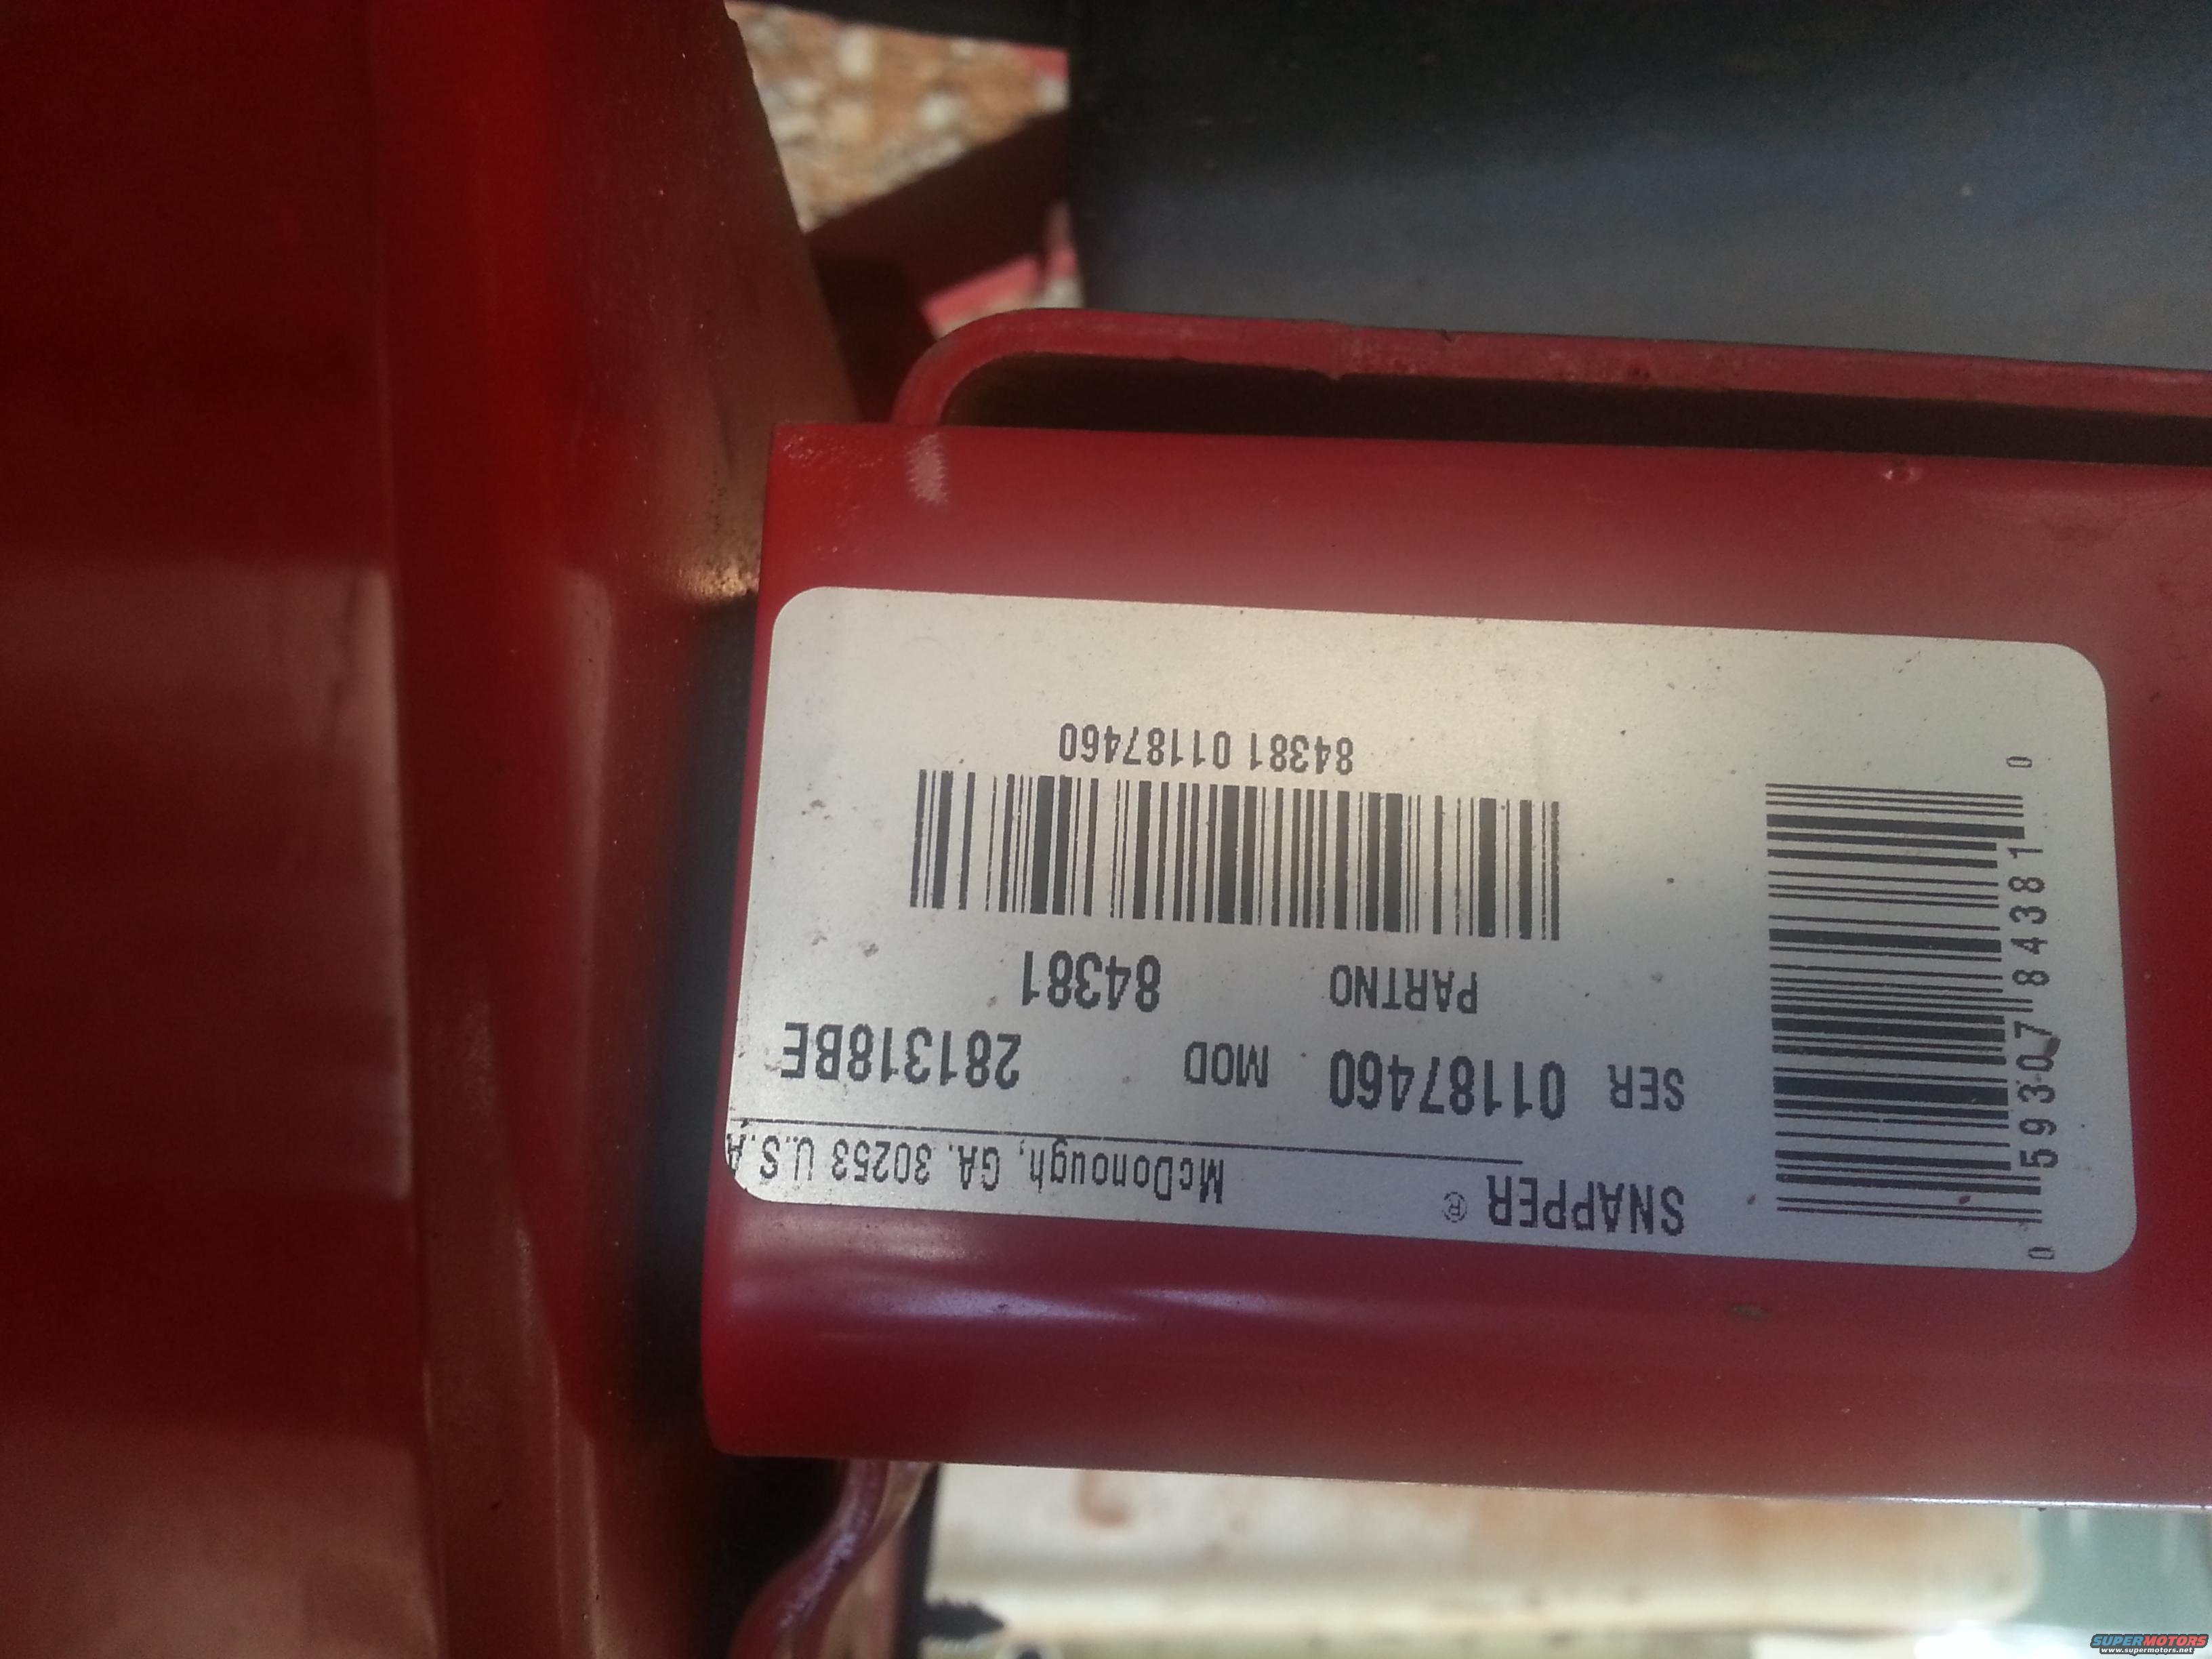 SNAPPER ® McDonough, GA. 30253 U.S.A
SER 01187460 MOD 281318BE
PARTNO 84381
84381 01187460
0 59307 84381 0
SUPERMOTORS
www.supermotors.net